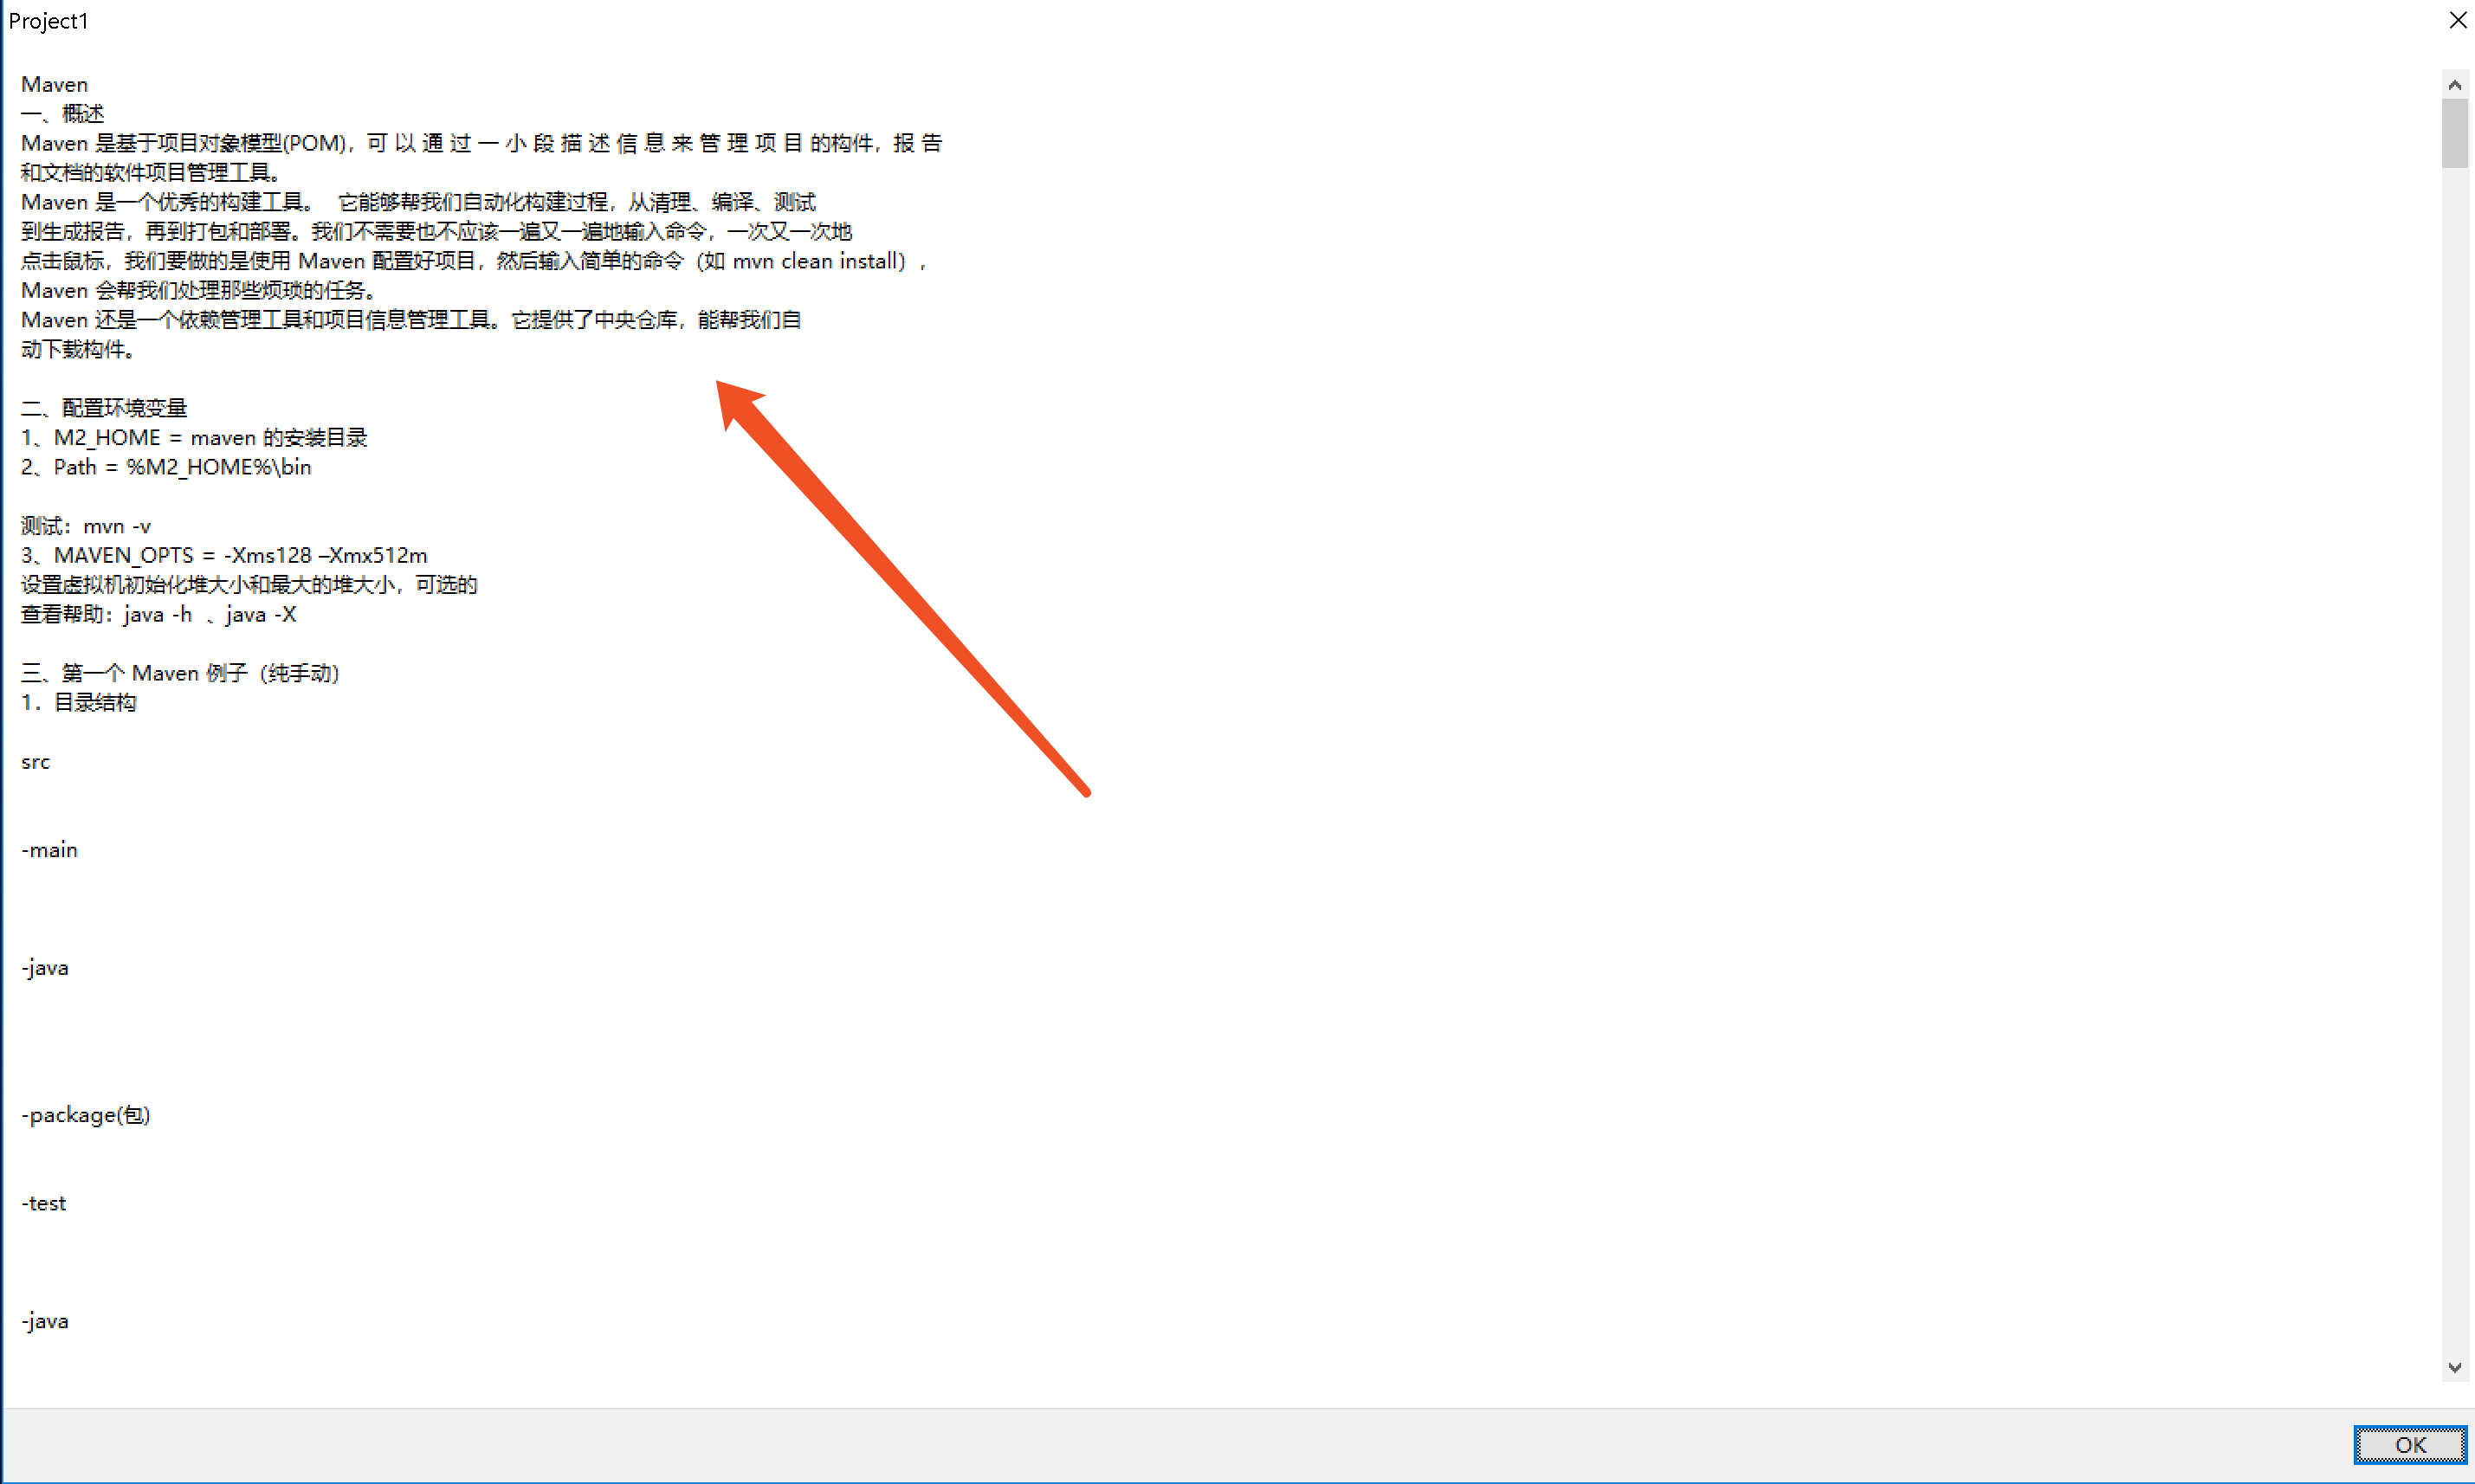 Project1
Maven
一、概述
Maven 是基于项目对象模型(POM)，可 以 通 过 一 小 段 描 述 信 息 来 管 理 项 目 的构件，报 告
和文档的软件项目管理工具。
Maven 是一个优秀的构建工具。  它能够帮我们自动化构建过程，从清理、编译、测试
到生成报告，再到打包和部署。我们不需要也不应该一遍又一遍地输入命令，一次又一次地
点击鼠标，我们要做的是使用 Maven 配置好项目，然后输入简单的命令（如 mvn clean install），
Maven 会帮我们处理那些烦琐的任务。
Maven 还是一个依赖管理工具和项目信息管理工具。它提供了中央仓库，能帮我们自
动下载构件。
二、配置环境变量
1、M2_HOME = maven 的安装目录
2、Path = %M2_HOME%\bin
测试：mvn -v
3、MAVEN_OPTS = -Xms128 –Xmx512m
设置虚拟机初始化堆大小和最大的堆大小，可选的
查看帮助：java -h 、java -X
三、第一个 Maven 例子（纯手动）
1．目录结构
src
-main
-java
-package(包)
-test
-java
OK